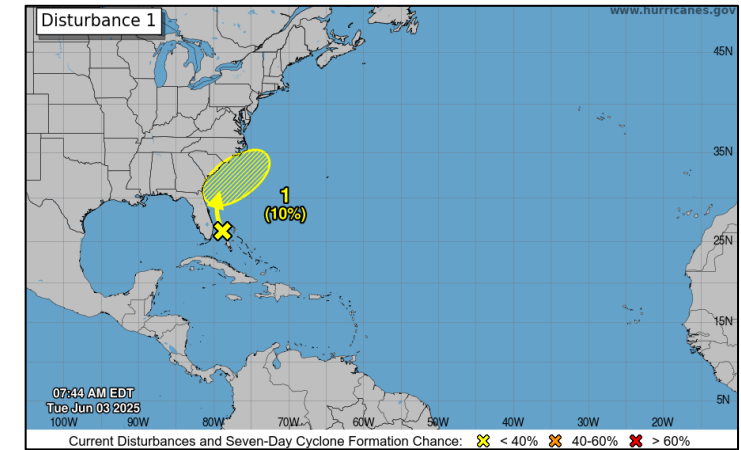 www.hurricanes.gov
Disturbance 1
45N
35N
1
(10%)
25N
15N
07:44 AM EDT
Tue Jun 03 2025
5N
100W 90W 80W 70W 60W 50W 40W 30W 20W
Current Disturbances and Seven-Day Cyclone Formation Chance: < 40% 40-60% > 60%